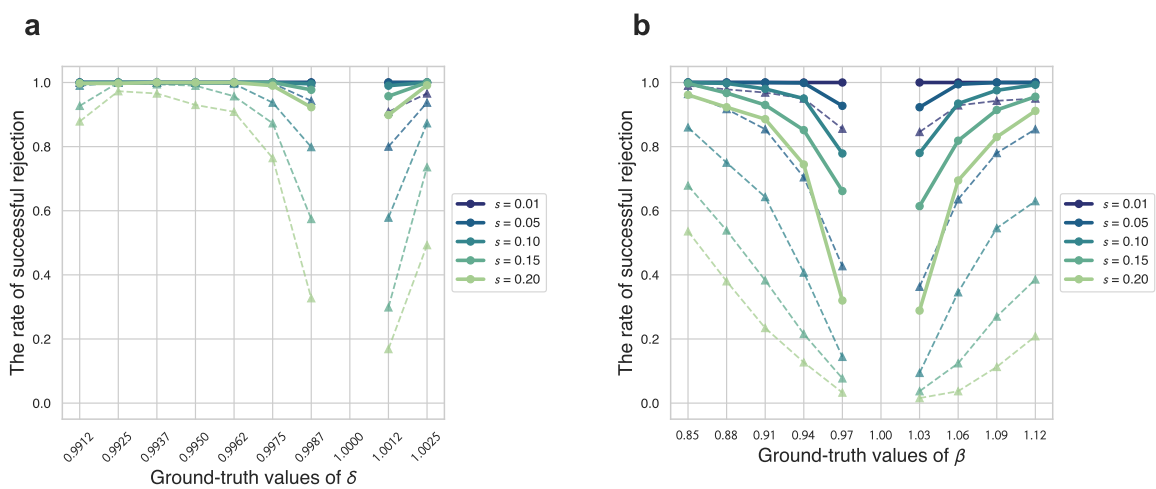 a
The rate of successful rejection
1.0
0.8
0.6
0.4
0.2
0.0
0.9912
0.9925
0.9937
0.9950
0.9962
0.9975
0.9987
1.0000
1.0012
1.0025
Ground-truth values of δ
s = 0.01
s = 0.05
s = 0.10
s = 0.15
s = 0.20
b
The rate of successful rejection
1.0
0.8
0.6
0.4
0.2
0.0
0.85
0.88
0.91
0.94
0.97
1.00
1.03
1.06
1.09
1.12
Ground-truth values of β
s = 0.01
s = 0.05
s = 0.10
s = 0.15
s = 0.20